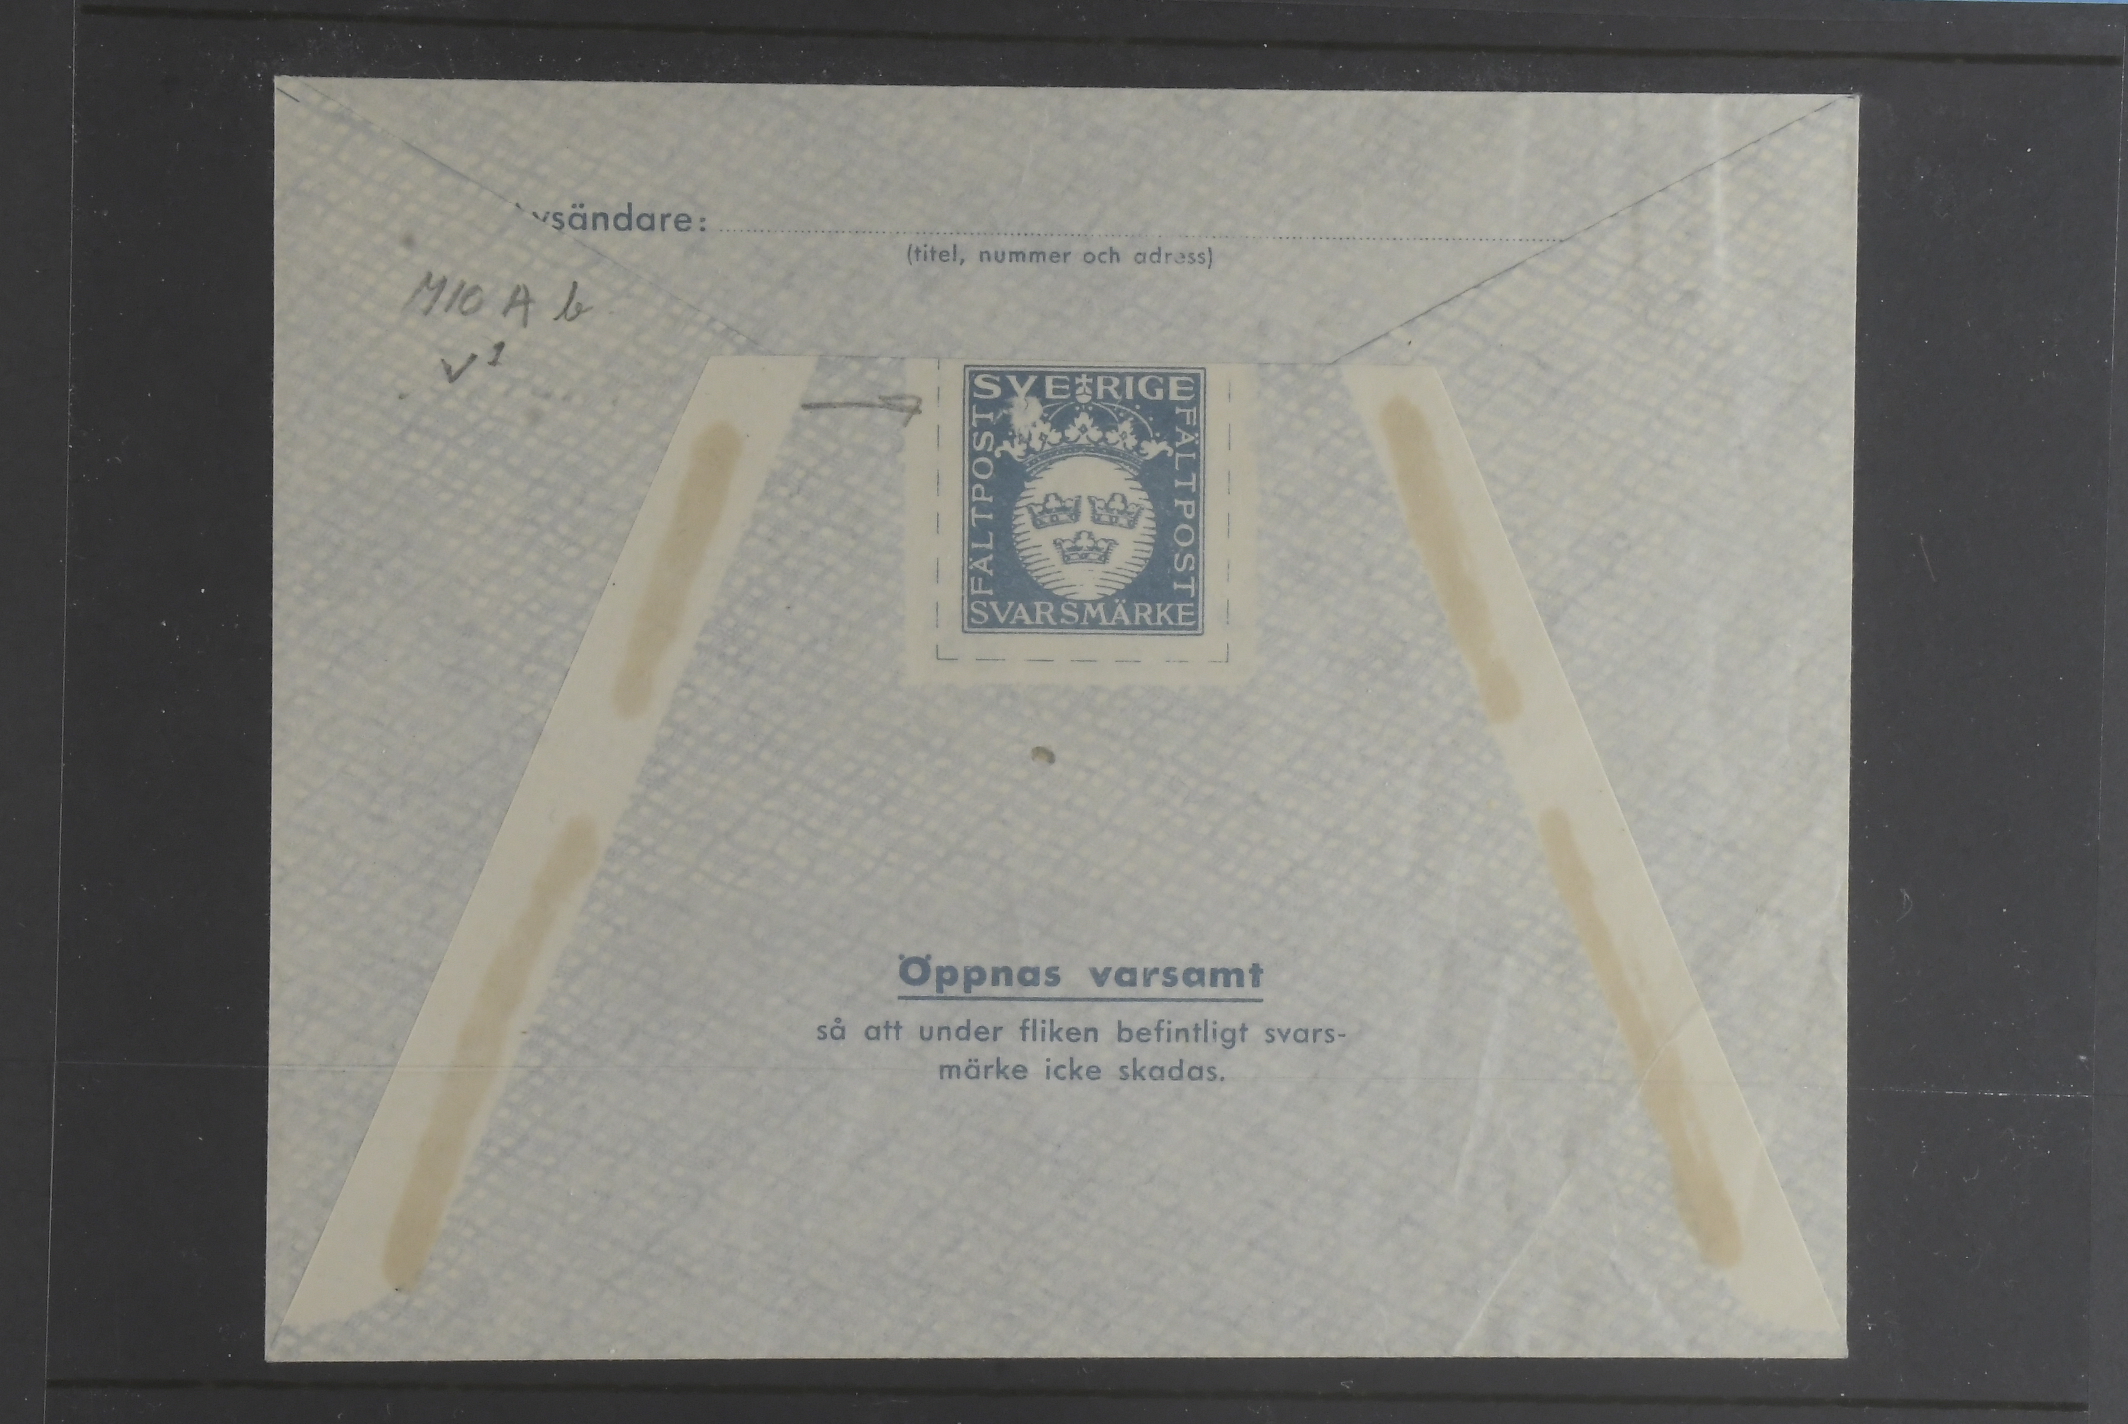 vsändare:
(titel, nummer och adress)
M10 A b
v1
SVERIGE
FÄLTPOST
FÄLTPOST
SVARSMÄRKE
Öppnas varsamt
så att under fliken befintligt svars-
märke icke skadas.